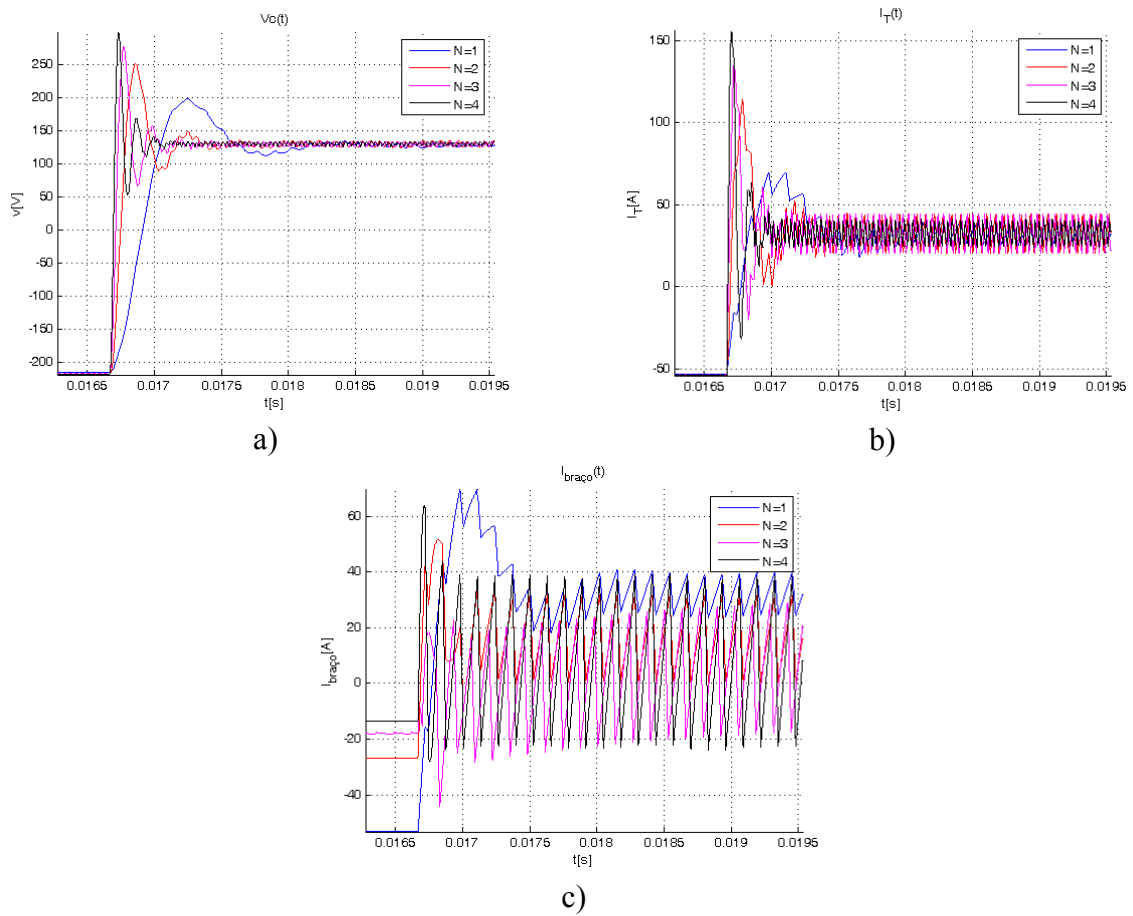 Vc(t)
N=1
N=2
N=3
N=4
250
200
150
100
50
0
-50
-100
-150
-200
v[V]
0.0165 0.017 0.0175 0.018 0.0185 0.019 0.0195
t[s]
a)
I_T(t)
N=1
N=2
N=3
N=4
150
100
50
0
-50
I_T[A]
0.0165 0.017 0.0175 0.018 0.0185 0.019 0.0195
t[s]
b)
I_braço(t)
N=1
N=2
N=3
N=4
60
40
20
0
-20
-40
I_braço[A]
0.0165 0.017 0.0175 0.018 0.0185 0.019 0.0195
t[s]
c)